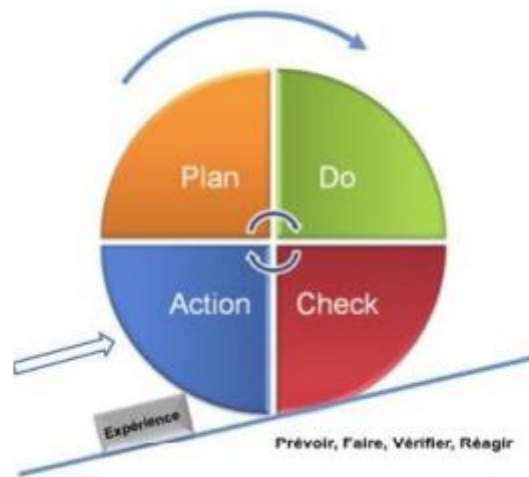 Plan
Do
Action
Check
Expérience
Prévoir, Faire, Vérifier, Réagir